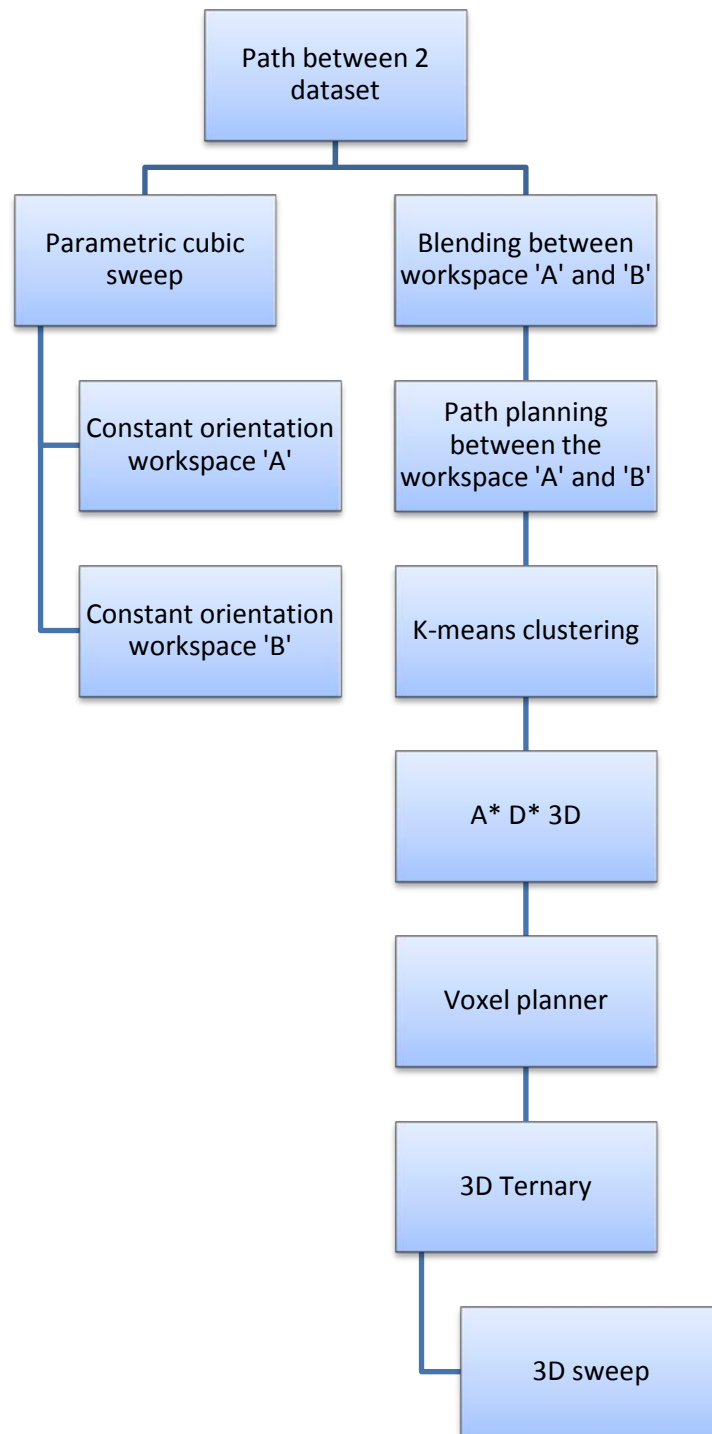 Path between 2
dataset
Parametric cubic
sweep
Blending between
workspace 'A' and 'B'
Constant orientation
workspace 'A'
Path planning
between the
workspace 'A' and 'B'
Constant orientation
workspace 'B'
K-means clustering
A* D* 3D
Voxel planner
3D Ternary
3D sweep